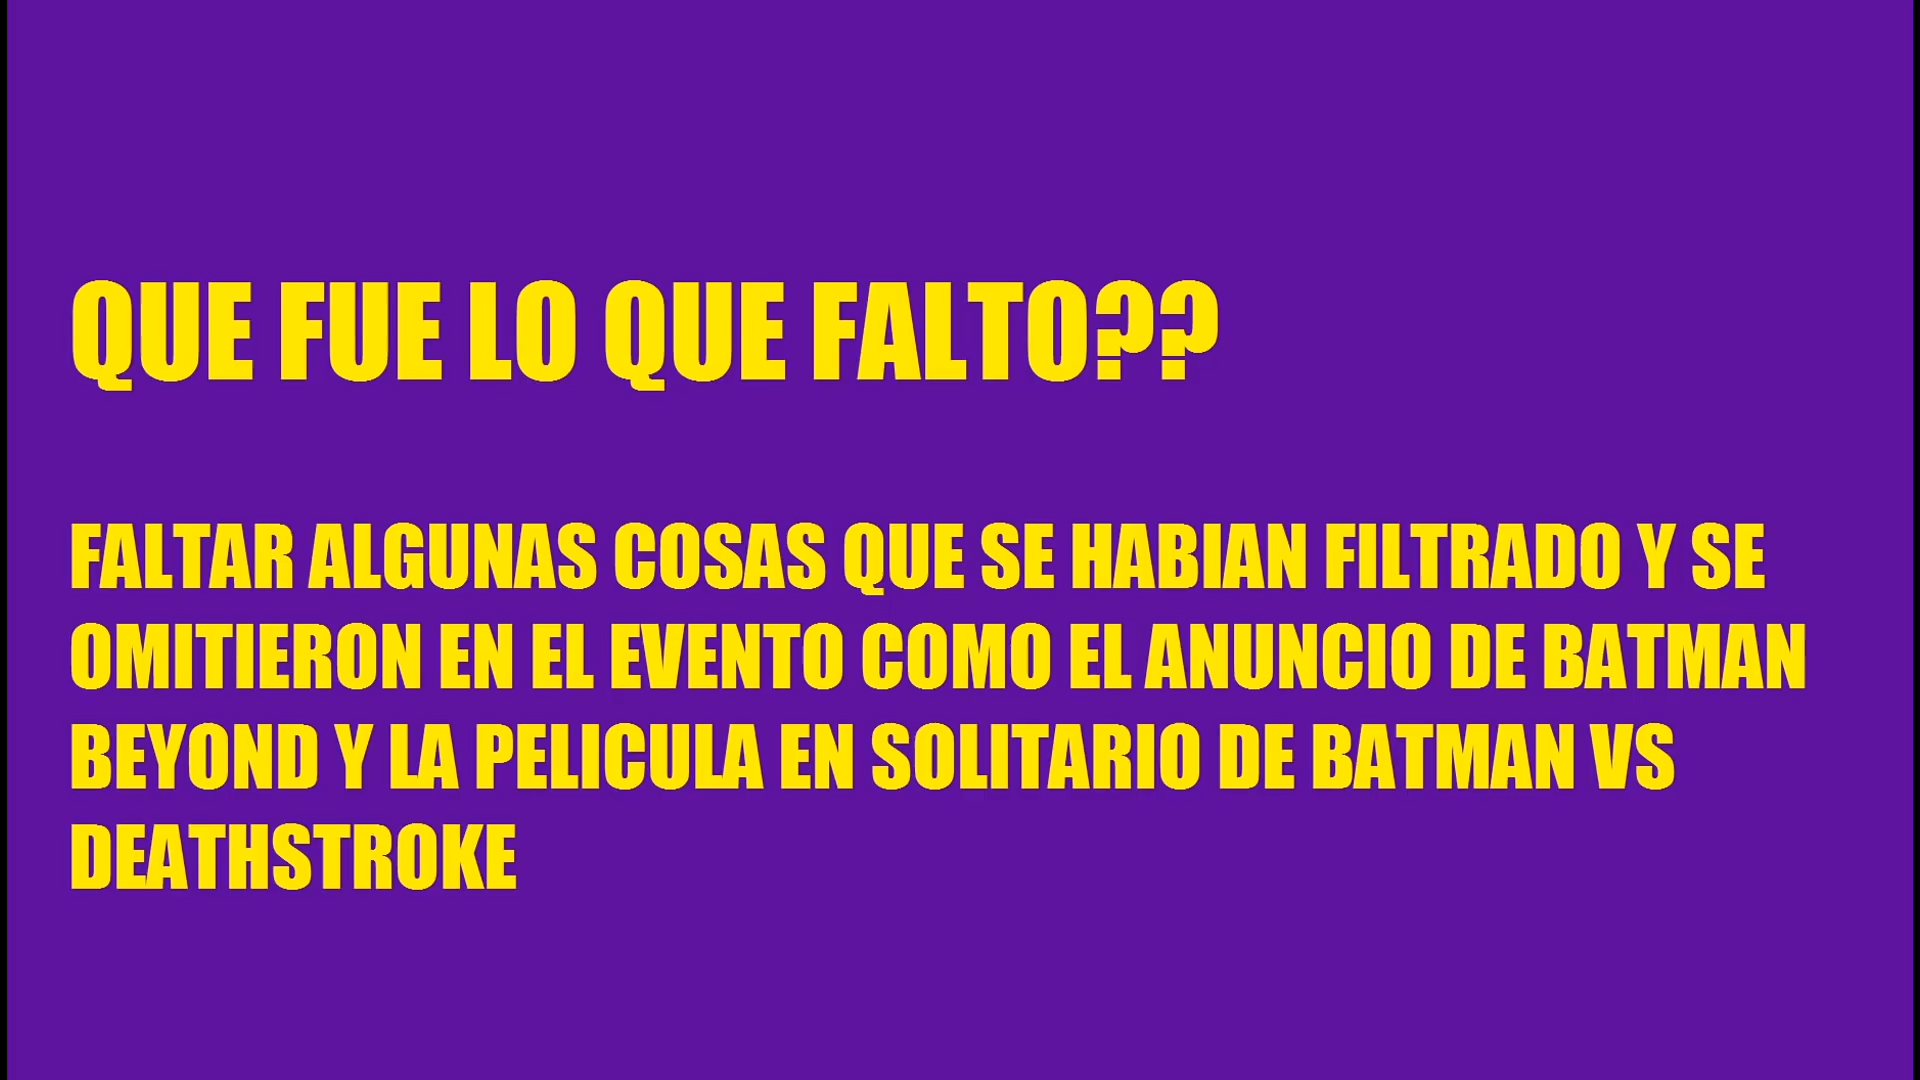 QUE FUE LO QUE FALTO??
FALTAR ALGUNAS COSAS QUE SE HABIAN FILTRADO Y SE
OMITIERON EN EL EVENTO COMO EL ANUNCIO DE BATMAN
BEYOND Y LA PELICULA EN SOLITARIO DE BATMAN VS
DEATHSTROKE